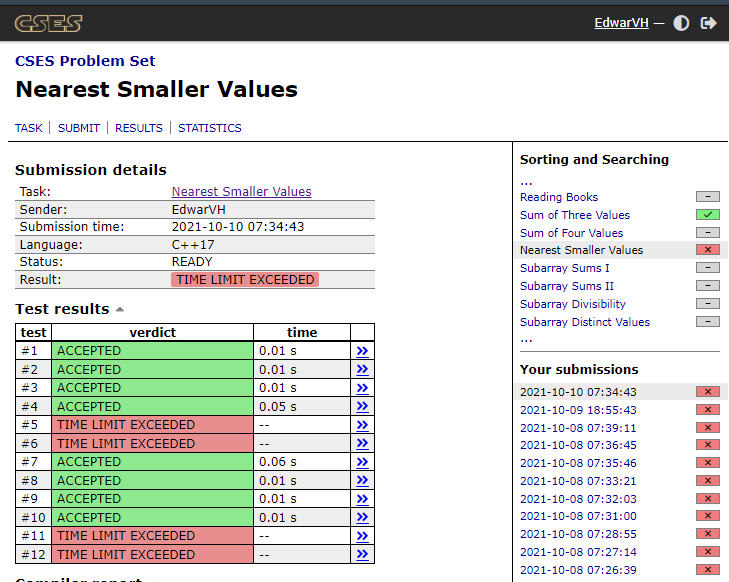 CSES
EdwarVH —
CSES Problem Set
Nearest Smaller Values
TASK | SUBMIT | RESULTS | STATISTICS
Submission details
Task: Nearest Smaller Values
Sender: EdwarVH
Submission time: 2021-10-10 07:34:43
Language: C++17
Status: READY
Result: TIME LIMIT EXCEEDED
Test results
test verdict time
#1 ACCEPTED 0.01 s »
#2 ACCEPTED 0.01 s »
#3 ACCEPTED 0.01 s »
#4 ACCEPTED 0.05 s »
#5 TIME LIMIT EXCEEDED -- »
#6 TIME LIMIT EXCEEDED -- »
#7 ACCEPTED 0.06 s »
#8 ACCEPTED 0.01 s »
#9 ACCEPTED 0.01 s »
#10 ACCEPTED 0.01 s »
#11 TIME LIMIT EXCEEDED -- »
#12 TIME LIMIT EXCEEDED -- »
Compiler report
Sorting and Searching
...
Reading Books –
Sum of Three Values ✓
Sum of Four Values –
Nearest Smaller Values ×
Subarray Sums I –
Subarray Sums II –
Subarray Divisibility –
Subarray Distinct Values –
...
Your submissions
2021-10-10 07:34:43 ×
2021-10-09 18:55:43 ×
2021-10-08 07:39:11 ×
2021-10-08 07:36:45 ×
2021-10-08 07:35:46 ×
2021-10-08 07:33:21 ×
2021-10-08 07:32:03 ×
2021-10-08 07:31:00 ×
2021-10-08 07:28:55 ×
2021-10-08 07:27:14 ×
2021-10-08 07:26:39 ×